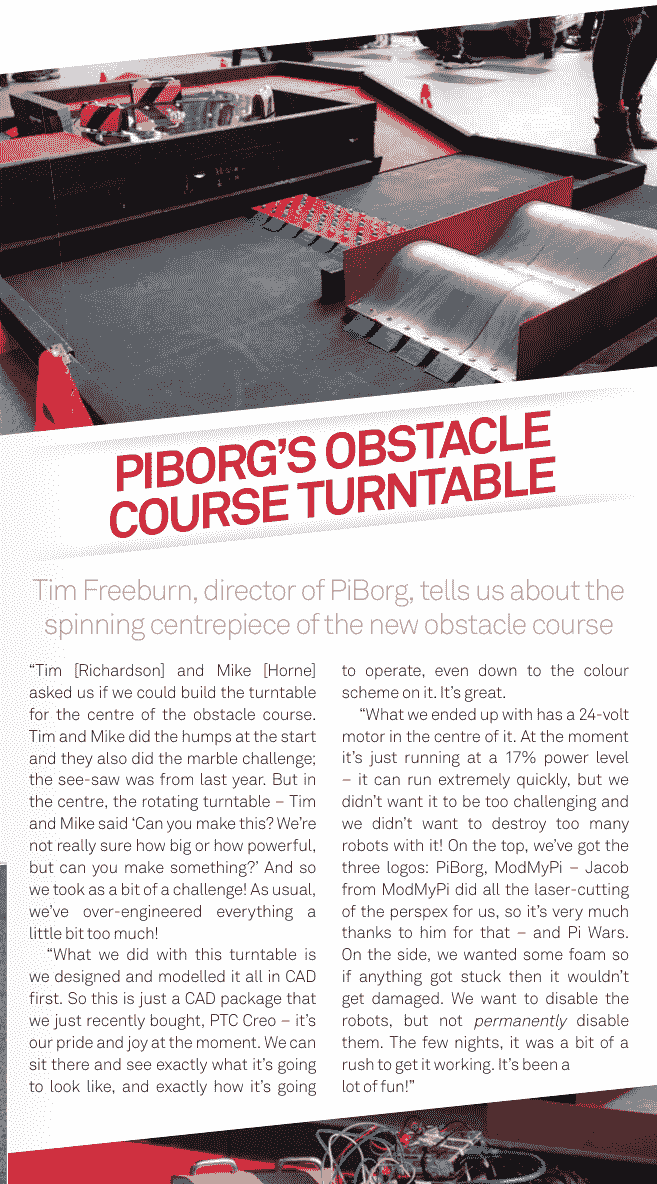 PIBORG'S OBSTACLE
COURSE TURNTABLE
Tim Freeburn, director of PiBorg, tells us about the
spinning centrepiece of the new obstacle course
“Tim [Richardson] and Mike [Horne]
asked us if we could build the turntable
for the centre of the obstacle course.
Tim and Mike did the humps at the start
and they also did the marble challenge;
the see-saw was from last year. But in
the centre, the rotating turntable – Tim
and Mike said ‘Can you make this? We’re
not really sure how big or how powerful,
but can you make something?’ And so
we took as a bit of a challenge! As usual,
we’ve over-engineered everything a
little bit too much!
“What we did with this turntable is
we designed and modelled it all in CAD
first. So this is just a CAD package that
we just recently bought, PTC Creo – it’s
our pride and joy at the moment. We can
sit there and see exactly what it’s going
to look like, and exactly how it’s going
to operate, even down to the colour
scheme on it. It’s great.
“What we ended up with has a 24-volt
motor in the centre of it. At the moment
it’s just running at a 17% power level
– it can run extremely quickly, but we
didn’t want it to be too challenging and
we didn’t want to destroy too many
robots with it! On the top, we’ve got the
three logos: PiBorg, ModMyPi – Jacob
from ModMyPi did all the laser-cutting
of the perspex for us, so it’s very much
thanks to him for that – and Pi Wars.
On the side, we wanted some foam so
if anything got stuck then it wouldn’t
get damaged. We want to disable the
robots, but not permanently disable
them. The few nights, it was a bit of a
rush to get it working. It’s been a
lot of fun!”